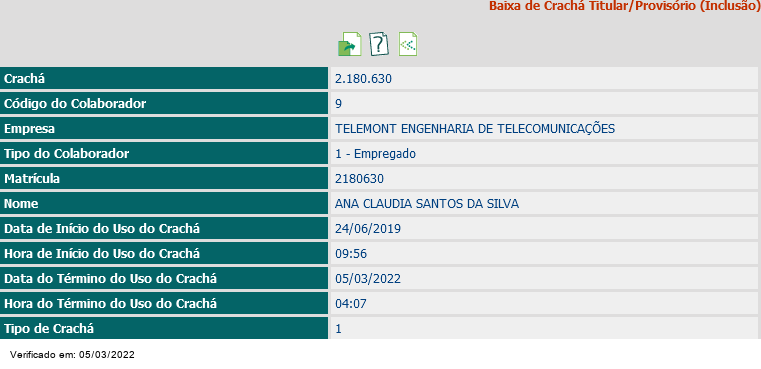 Baixa de Crachá Titular/Provisório (Inclusão)
Crachá 2.180.630
Código do Colaborador 9
Empresa TELEMONT ENGENHARIA DE TELECOMUNICAÇÕES
Tipo do Colaborador 1 - Empregado
Matrícula 2180630
Nome ANA CLAUDIA SANTOS DA SILVA
Data de Início do Uso do Crachá 24/06/2019
Hora de Início do Uso do Crachá 09:56
Data do Término do Uso do Crachá 05/03/2022
Hora do Término do Uso do Crachá 04:07
Tipo de Crachá 1
Verificado em: 05/03/2022